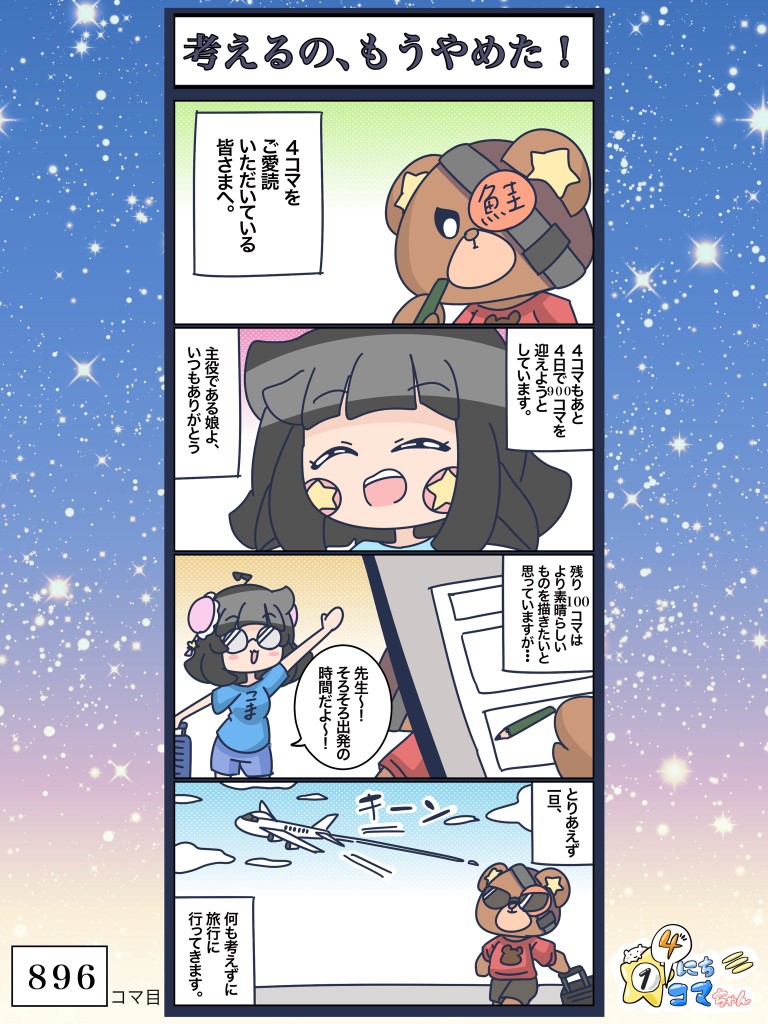 考えるの、もうやめた！
4コマを
ご愛読
いただいている
皆さまへ。
鮭
4コマもあと
4日で900コマを
迎えようと
しています。
主役である娘よ、
いつもありがとう
残り100コマは
より素晴らしい
ものを描きたいと
思っていますが…
先生〜！
そろそろ出発の
時間だよ〜！
こま
とりあえず
一旦、
キーン
何も考えずに
旅行に
行ってきます。
896
コマ目
1
にち
4
コマ
ちゃん